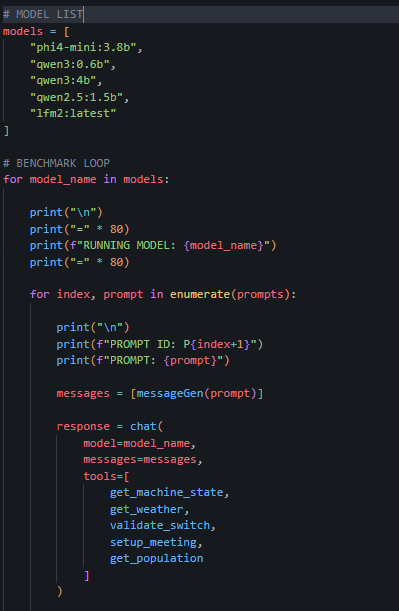 # MODEL LIST
models = [
    "phi4-mini:3.8b",
    "qwen3:0.6b",
    "qwen3:4b",
    "qwen2.5:1.5b",
    "lfm2:latest"
]
# BENCHMARK LOOP
for model_name in models:
    print("\n")
    print("=" * 80)
    print(f"RUNNING MODEL: {model_name}")
    print("=" * 80)
    for index, prompt in enumerate(prompts):
        print("\n")
        print(f"PROMPT ID: P{index+1}")
        print(f"PROMPT: {prompt}")
        messages = [messageGen(prompt)]
        response = chat(
            model=model_name,
            messages=messages,
            tools=[
                get_machine_state,
                get_weather,
                validate_switch,
                setup_meeting,
                get_population
            ]
        )